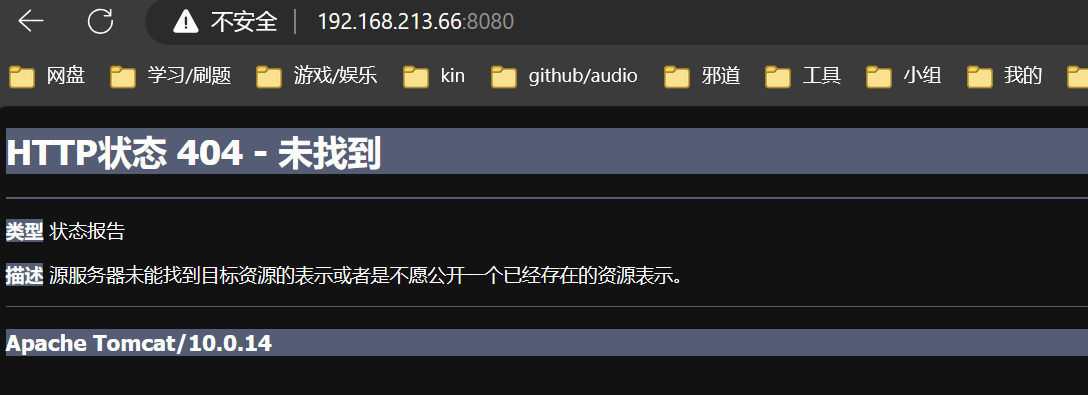 不安全 192.168.213.66:8080
网盘 学习/刷题 游戏/娱乐 kin github/audio 邪道 工具 小组 我的
HTTP状态 404 - 未找到
类型 状态报告
描述 源服务器未能找到目标资源的表示或者是不愿公开一个已经存在的资源表示。
Apache Tomcat/10.0.14